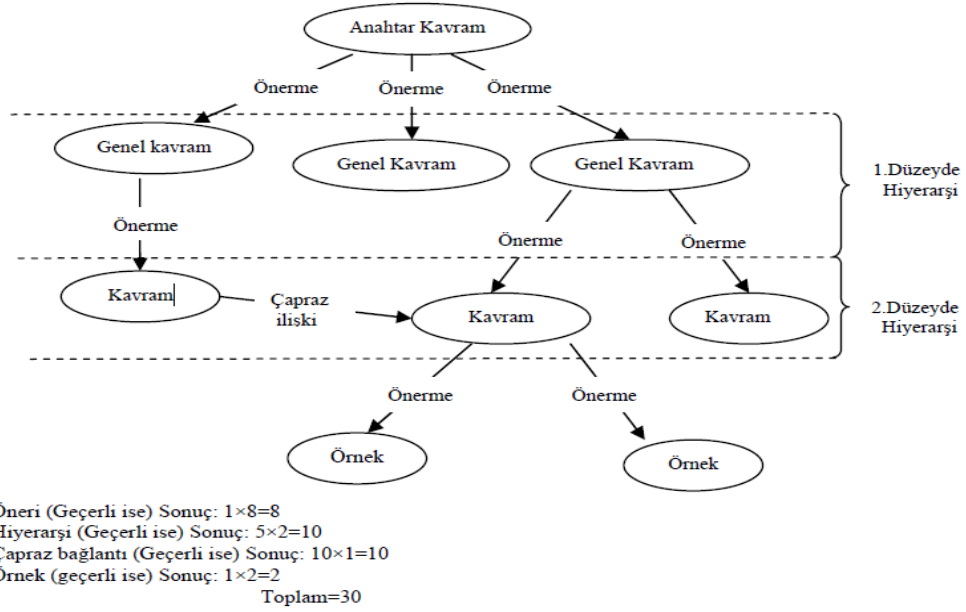 Anahtar Kavram
Önerme Önerme Önerme
Genel kavram Genel Kavram Genel Kavram
1.Düzeyde
Hiyerarşi
Önerme Önerme Önerme
Kavram Çapraz
ilişki Kavram Kavram
2.Düzeyde
Hiyerarşi
Önerme Önerme
Örnek Örnek
Öneri (Geçerli ise) Sonuç: 1×8=8
Hiyerarşi (Geçerli ise) Sonuç: 5×2=10
Çapraz bağlantı (Geçerli ise) Sonuç: 10×1=10
Örnek (geçerli ise) Sonuç: 1×2=2
Toplam=30